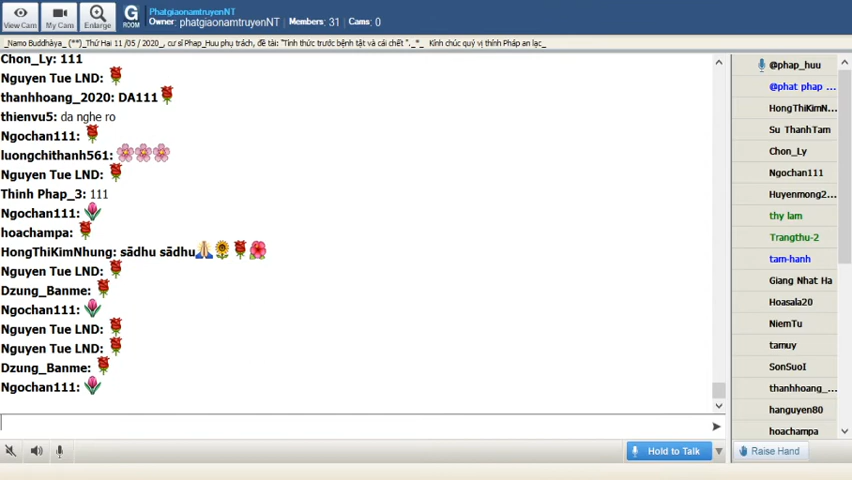 View Cam
My Cam
Enlarge
G
ROOM
PhatgiaonamtruyenNT
Owner: phatgiaonamtruyenNT Members: 31 Cams: 0
_Namo Buddhàya_ (**)_Thứ Hai 11 /05 / 2020_, cư sĩ Pháp_Huu phụ trách, đề tài: "Tỉnh thức trước bệnh tật và cái chết "._*_ Kính chúc quý vị thính Pháp an lạc_
Chon_Ly: 111
Nguyen Tue LND:
thanhhoang_2020: DA111
thienvu5: da nghe ro
Ngochan111:
luongchithanh561:
Nguyen Tue LND:
Thinh Phap_3: 111
Ngochan111:
hoachampa:
HongThiKimNhung: sādhu sādhu
Nguyen Tue LND:
Dzung_Banme:
Ngochan111:
Nguyen Tue LND:
Nguyen Tue LND:
Dzung_Banme:
Ngochan111:
Hold to Talk
@phap_huu
@phat phap ...
HongThiKimN...
Su ThanhTam
Chon_Ly
Ngochan111
Huyenmong2...
thy lam
Trangthu-2
tam-hanh
Giang Nhat Ha
Hoasala20
NiemTu
tamuy
SonSuoI
thanhhoang_...
hanguyen80
hoachampa
Raise Hand